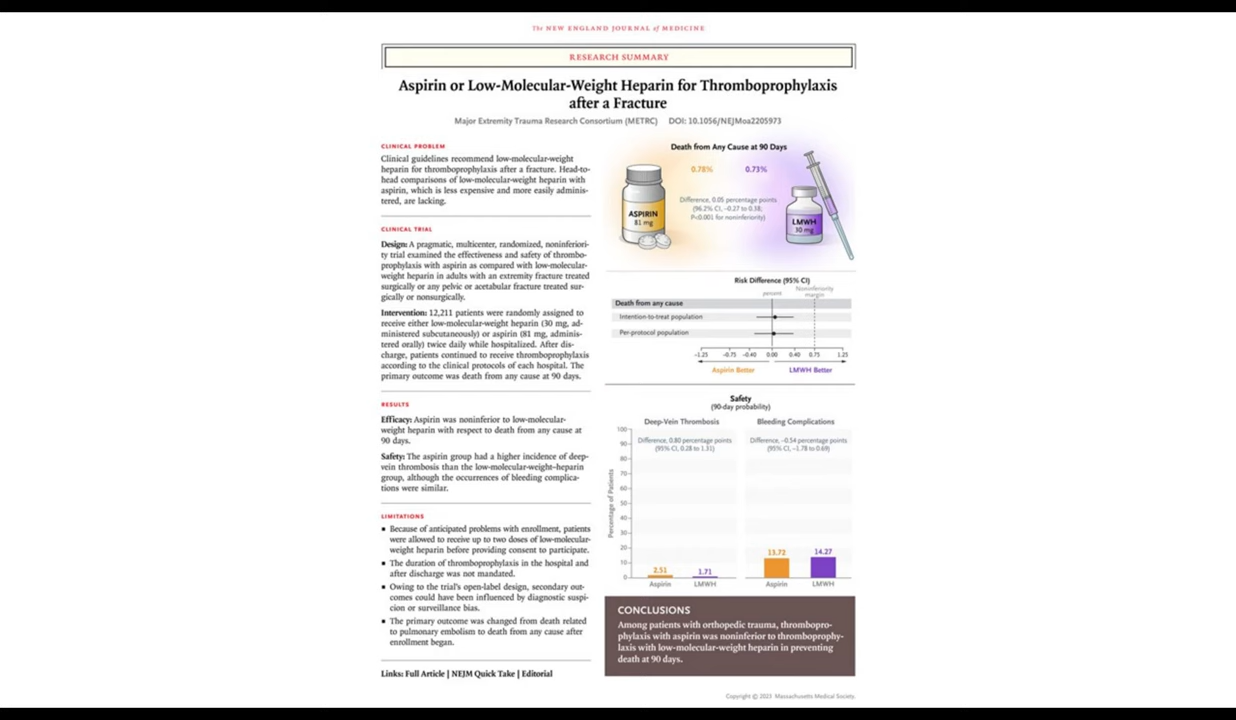 The NEW ENGLAND JOURNAL of MEDICINE
RESEARCH SUMMARY
Aspirin or Low-Molecular-Weight Heparin for Thromboprophylaxis
after a Fracture
Major Extremity Trauma Research Consortium (METRC) DOI: 10.1056/NEJMoa2205973
CLINICAL PROBLEM
Clinical guidelines recommend low-molecular-weight
heparin for thromboprophylaxis after a fracture. Head-to-
head comparisons of low-molecular-weight heparin with
aspirin, which is less expensive and more easily adminis-
tered, are lacking.
CLINICAL TRIAL
Design: A pragmatic, multicenter, randomized, noninferiori-
ty trial examined the effectiveness and safety of thrombo-
prophylaxis with aspirin as compared with low-molecular-
weight heparin in adults with an extremity fracture treated
surgically or any pelvic or acetabular fracture treated sur-
gically or nonsurgically.
Intervention: 12,211 patients were randomly assigned to
receive either low-molecular-weight heparin (30 mg, ad-
ministered subcutaneously) or aspirin (81 mg, adminis-
tered orally) twice daily while hospitalized. After dis-
charge, patients continued to receive thromboprophylaxis
according to the clinical protocols of each hospital. The
primary outcome was death from any cause at 90 days.
RESULTS
Efficacy: Aspirin was noninferior to low-molecular-
weight heparin with respect to death from any cause at
90 days.
Safety: The aspirin group had a higher incidence of deep-
vein thrombosis than the low-molecular-weight–heparin
group, although the occurrences of bleeding complica-
tions were similar.
LIMITATIONS
▪ Because of anticipated problems with enrollment, patients
were allowed to receive up to two doses of low-molecular-
weight heparin before providing consent to participate.
▪ The duration of thromboprophylaxis in the hospital and
after discharge was not mandated.
▪ Owing to the trial's open-label design, secondary out-
comes could have been influenced by diagnostic suspi-
cion or surveillance bias.
▪ The primary outcome was changed from death related
to pulmonary embolism to death from any cause after
enrollment began.
Links: Full Article | NEJM Quick Take | Editorial
Death from Any Cause at 90 Days
0.78% 0.73%
Difference, 0.05 percentage points
(96.2% CI, −0.27 to 0.38;
P<0.001 for noninferiority)
ASPIRIN
81 mg
LMWH
30 mg
Risk Difference (95% CI)
percent
Noninferiority
margin
Death from any cause
Intention-to-treat population
Per-protocol population
−1.25 −0.75 −0.40 0.00 0.40 0.75 1.25
Aspirin Better LMWH Better
Safety
(90-day probability)
Deep-Vein Thrombosis Bleeding Complications
Difference, 0.80 percentage points
(95% CI, 0.28 to 1.31)
Difference, −0.54 percentage points
(95% CI, −1.78 to 0.69)
Percentage of Patients
100
90
80
70
60
50
40
30
20
10
0
2.51 1.71 13.72 14.27
Aspirin LMWH Aspirin LMWH
CONCLUSIONS
Among patients with orthopedic trauma, thrombopro-
phylaxis with aspirin was noninferior to thromboprophy-
laxis with low-molecular-weight heparin in preventing
death at 90 days.
Copyright © 2023 Massachusetts Medical Society.